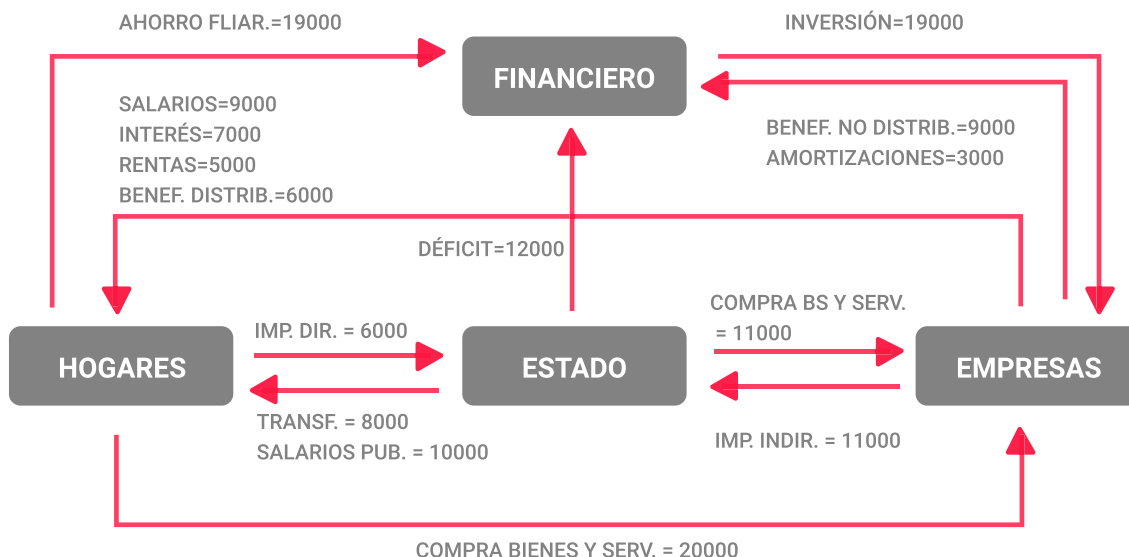 AHORRO FLIAR.=19000
INVERSIÓN=19000
FINANCIERO
SALARIOS=9000
INTERÉS=7000
RENTAS=5000
BENEF. DISTRIB.=6000
BENEF. NO DISTRIB.=9000
AMORTIZACIONES=3000
DÉFICIT=12000
COMPRA BS Y SERV.
= 11000
IMP. DIR. = 6000
HOGARES
ESTADO
EMPRESAS
TRANSF. = 8000
SALARIOS PUB. = 10000
IMP. INDIR. = 11000
COMPRA BIENES Y SERV. = 20000